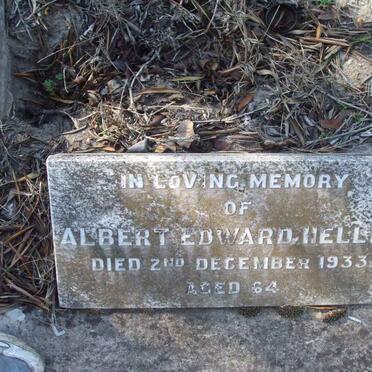 IN LOVING MEMORY
OF
ALBERT EDWARD
DIED 2ND DECEMBER 1933
AGED 64